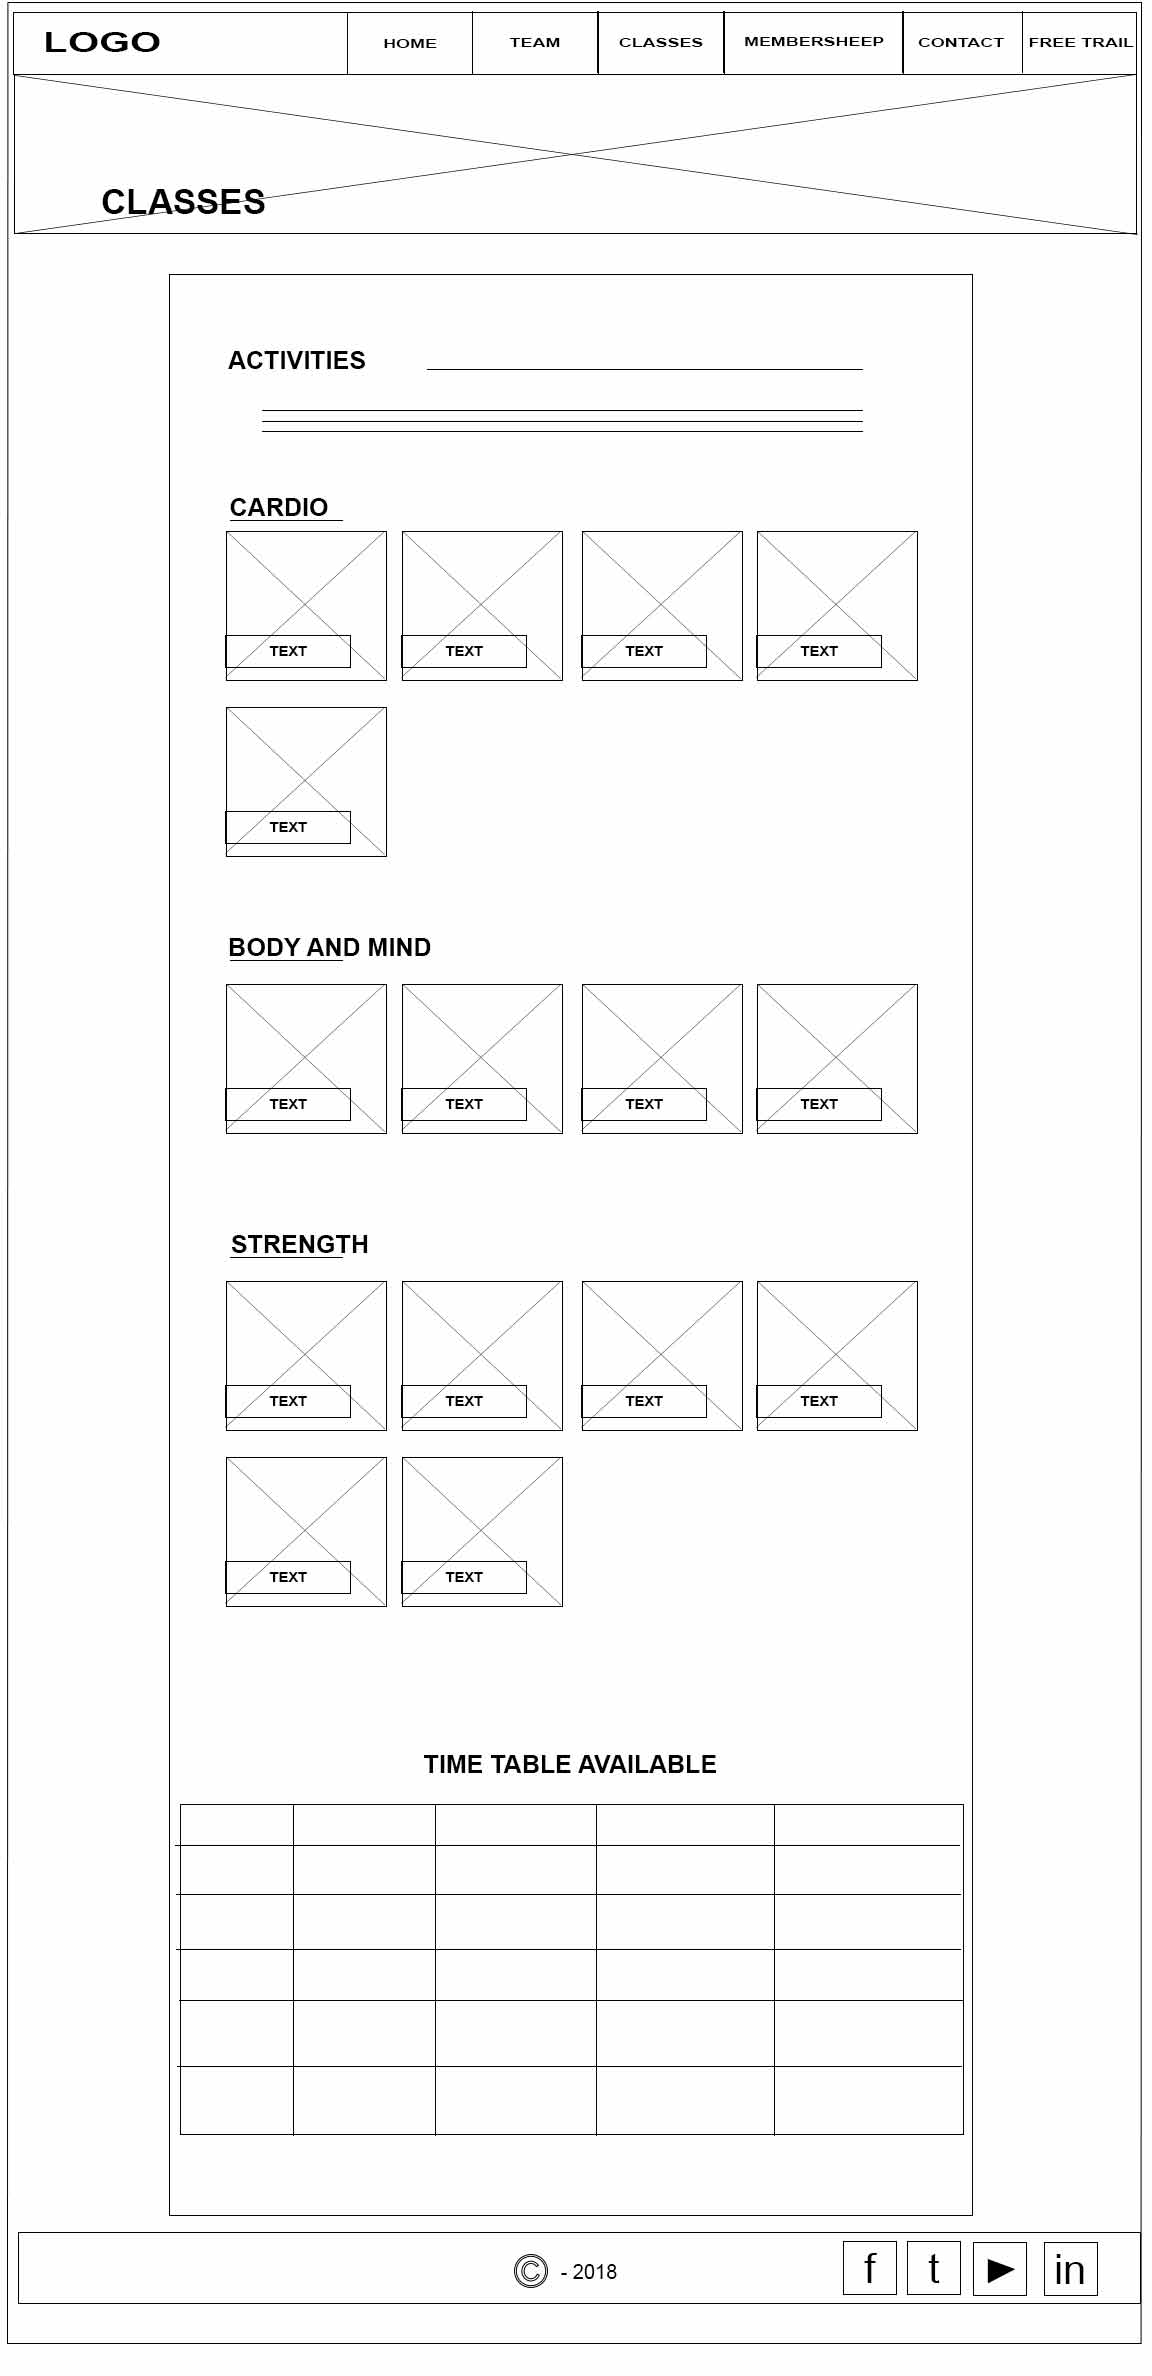 LOGO HOME TEAM CLASSES MEMBERSHEEP CONTACT FREE TRAIL
CLASSES
ACTIVITIES
CARDIO
TEXT TEXT TEXT TEXT
TEXT
BODY AND MIND
TEXT TEXT TEXT TEXT
STRENGTH
TEXT TEXT TEXT TEXT
TEXT TEXT
TIME TABLE AVAILABLE
© - 2018 f t ▶ in